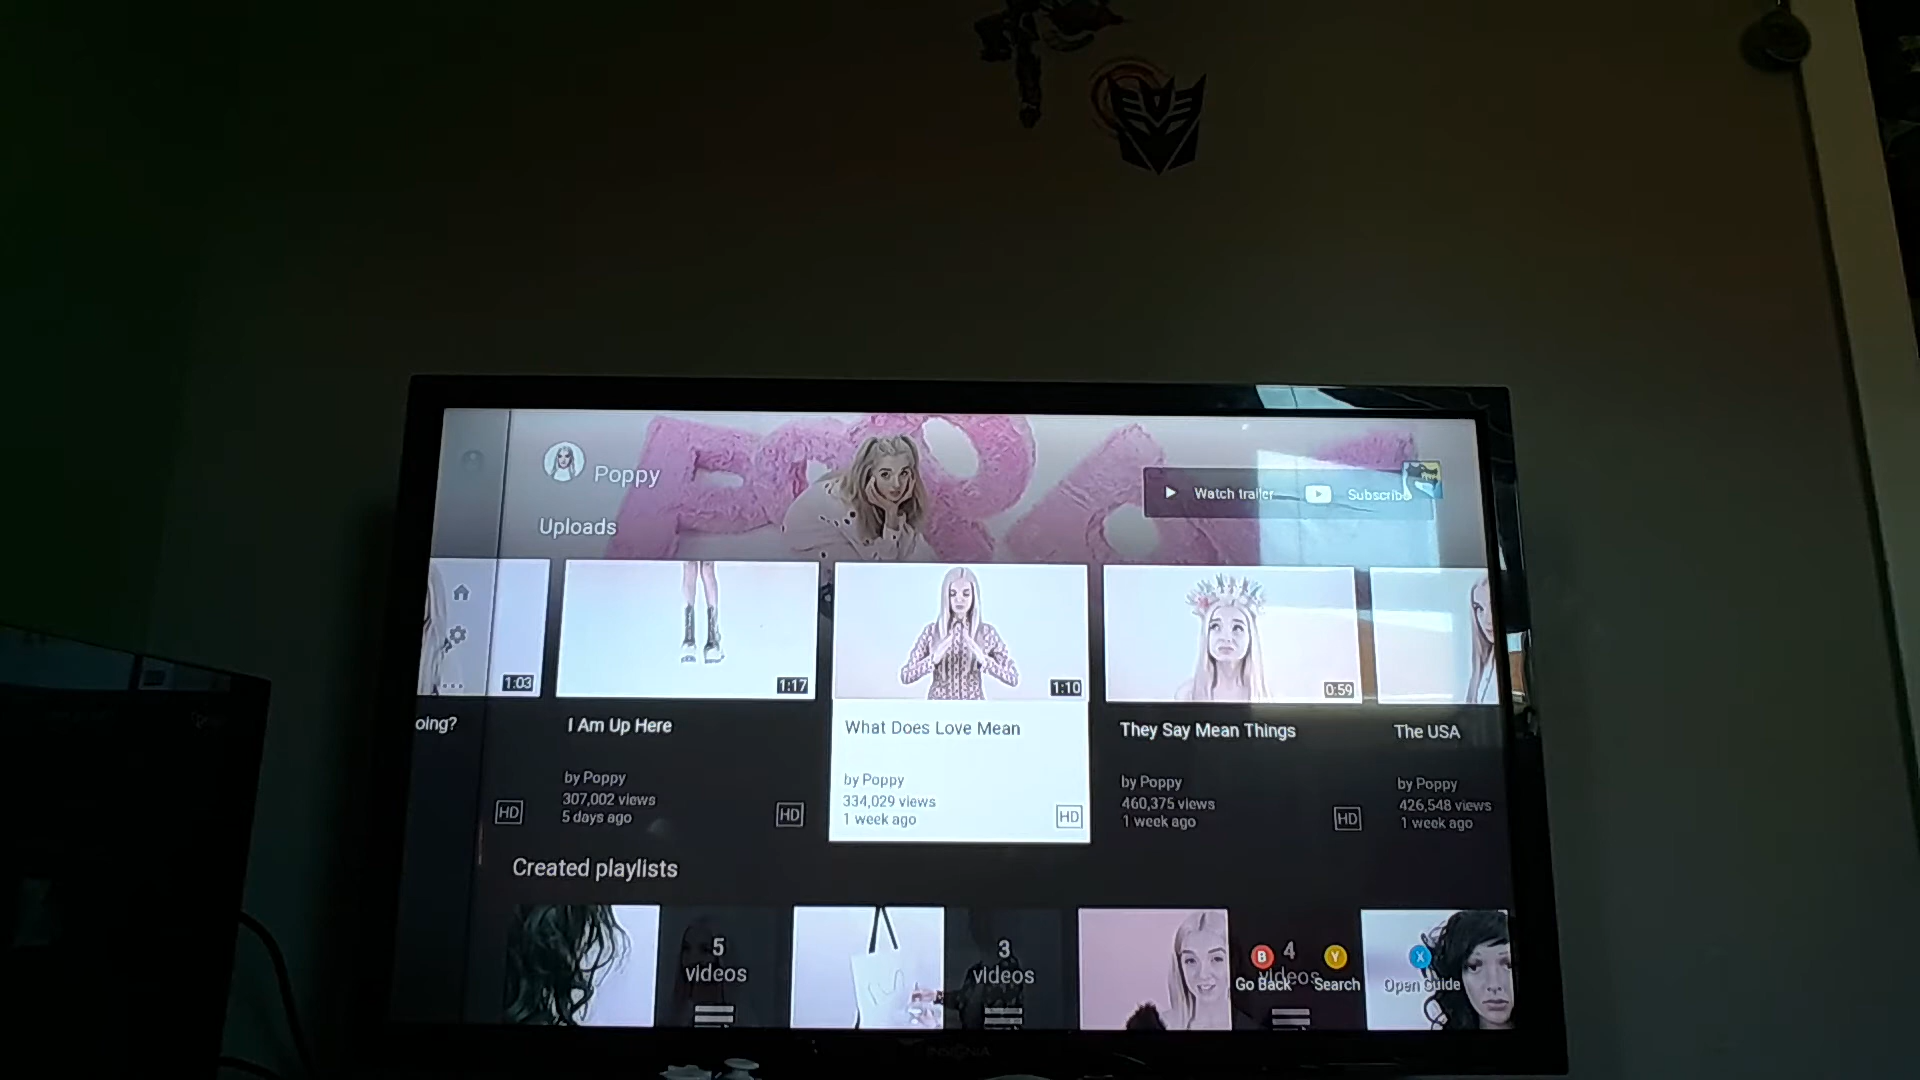 Poppy
Watch trailer
Subscribe
Uploads
1:03
1:17
1:10
0:59
oing?
I Am Up Here
What Does Love Mean
They Say Mean Things
The USA
by Poppy
307,002 views
5 days ago
by Poppy
334,029 views
1 week ago
by Poppy
460,375 views
1 week ago
by Poppy
426,548 views
1 week ago
HD
HD
HD
HD
Created playlists
5
videos
3
videos
4
videos
B
Go Back
Y
Search
X
Open Guide
INSIGNIA